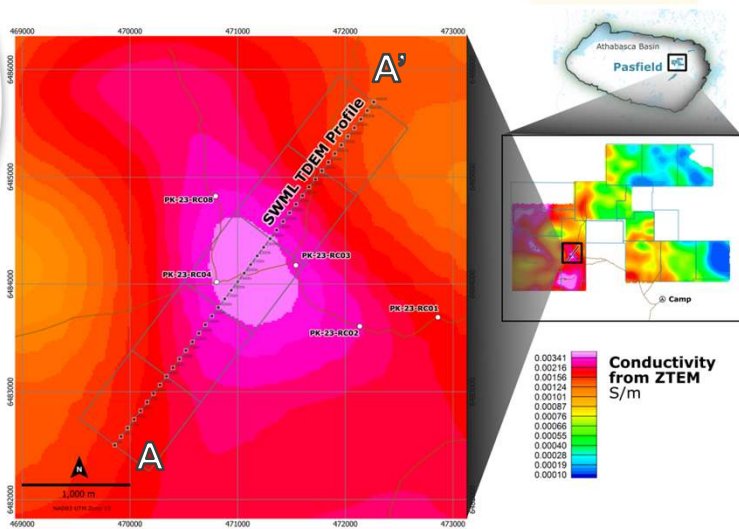 469000 470000 471000 472000 473000
6486000
6485000
6484000
6483000
6482000
A'
SWML TDEM Profile
PK-23-RC08
PK-23-RC03
PK-23-RC04
PK-23-RC01
PK-23-RC02
A
N
1,000 m
469000 470000 471000 472000 473000
Athabasca Basin
Pasfield
Camp
0.00341
0.00216
0.00156
0.00124
0.00101
0.00087
0.00076
0.00066
0.00055
0.00040
0.00028
0.00019
0.00010
Conductivity
from ZTEM
S/m